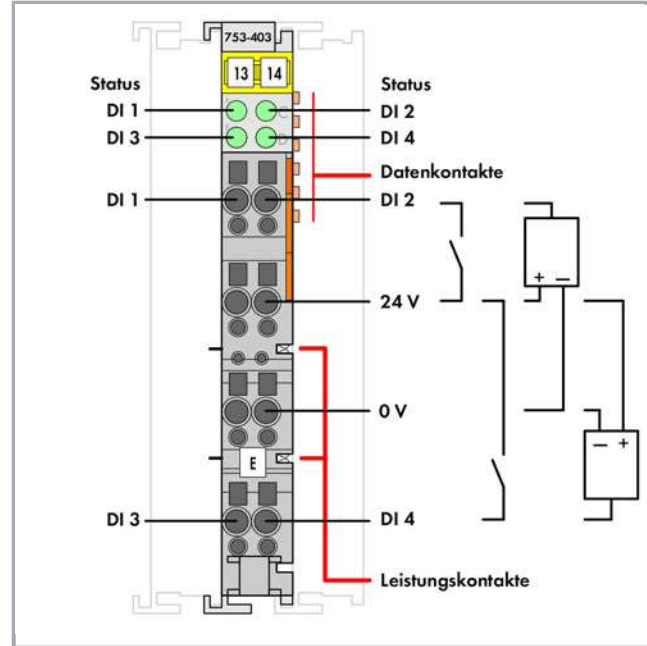 753-403
13 14
Status Status
DI 1 C DI 2
DI 3 D DI 4
Datenkontakte
DI 1 DI 2
+ —
24 V
0 V
— +
E
DI 3 DI 4
Leistungskontakte